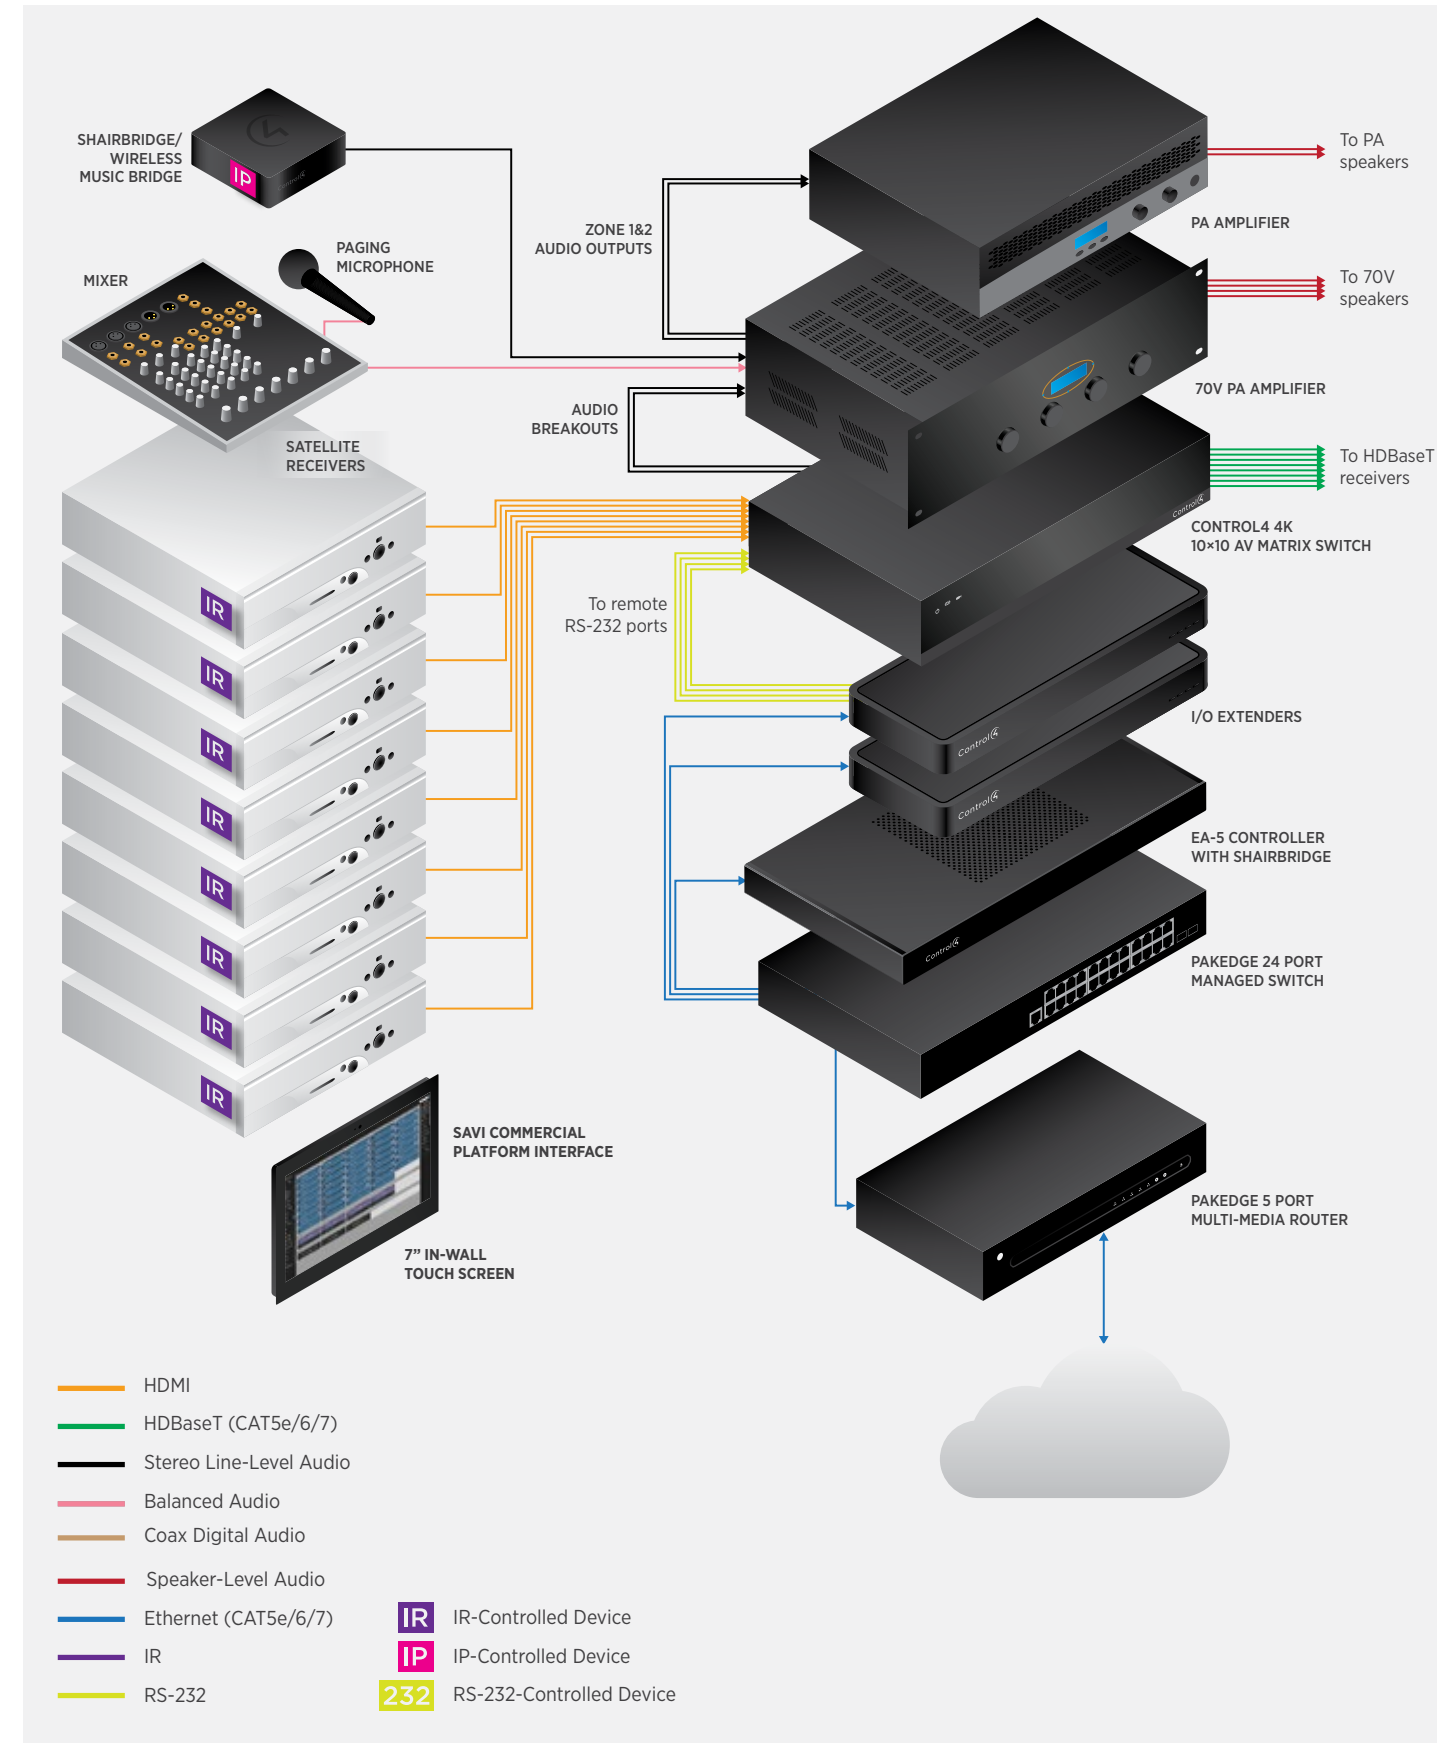 SHAIRBRIDGE/
WIRELESS
MUSIC BRIDGE
IP
Control4
PAGING
MICROPHONE
MIXER
ZONE 1&2
AUDIO OUTPUTS
To PA
speakers
PA AMPLIFIER
To 70V
speakers
70V PA AMPLIFIER
AUDIO
BREAKOUTS
SATELLITE
RECEIVERS
To HDBaseT
receivers
Control4
CONTROL4 4K
10×10 AV MATRIX SWITCH
To remote
RS-232 ports
IR
IR
IR
IR
IR
IR
IR
IR
Control4
I/O EXTENDERS
Control4
EA-5 CONTROLLER
WITH SHAIRBRIDGE
Control4
PAKEDGE 24 PORT
MANAGED SWITCH
SAVI COMMERCIAL
PLATFORM INTERFACE
PAKEDGE 5 PORT
MULTI-MEDIA ROUTER
7” IN-WALL
TOUCH SCREEN
HDMI
HDBaseT (CAT5e/6/7)
Stereo Line-Level Audio
Balanced Audio
Coax Digital Audio
Speaker-Level Audio
Ethernet (CAT5e/6/7)
IR
RS-232
IR IR-Controlled Device
IP IP-Controlled Device
232 RS-232-Controlled Device